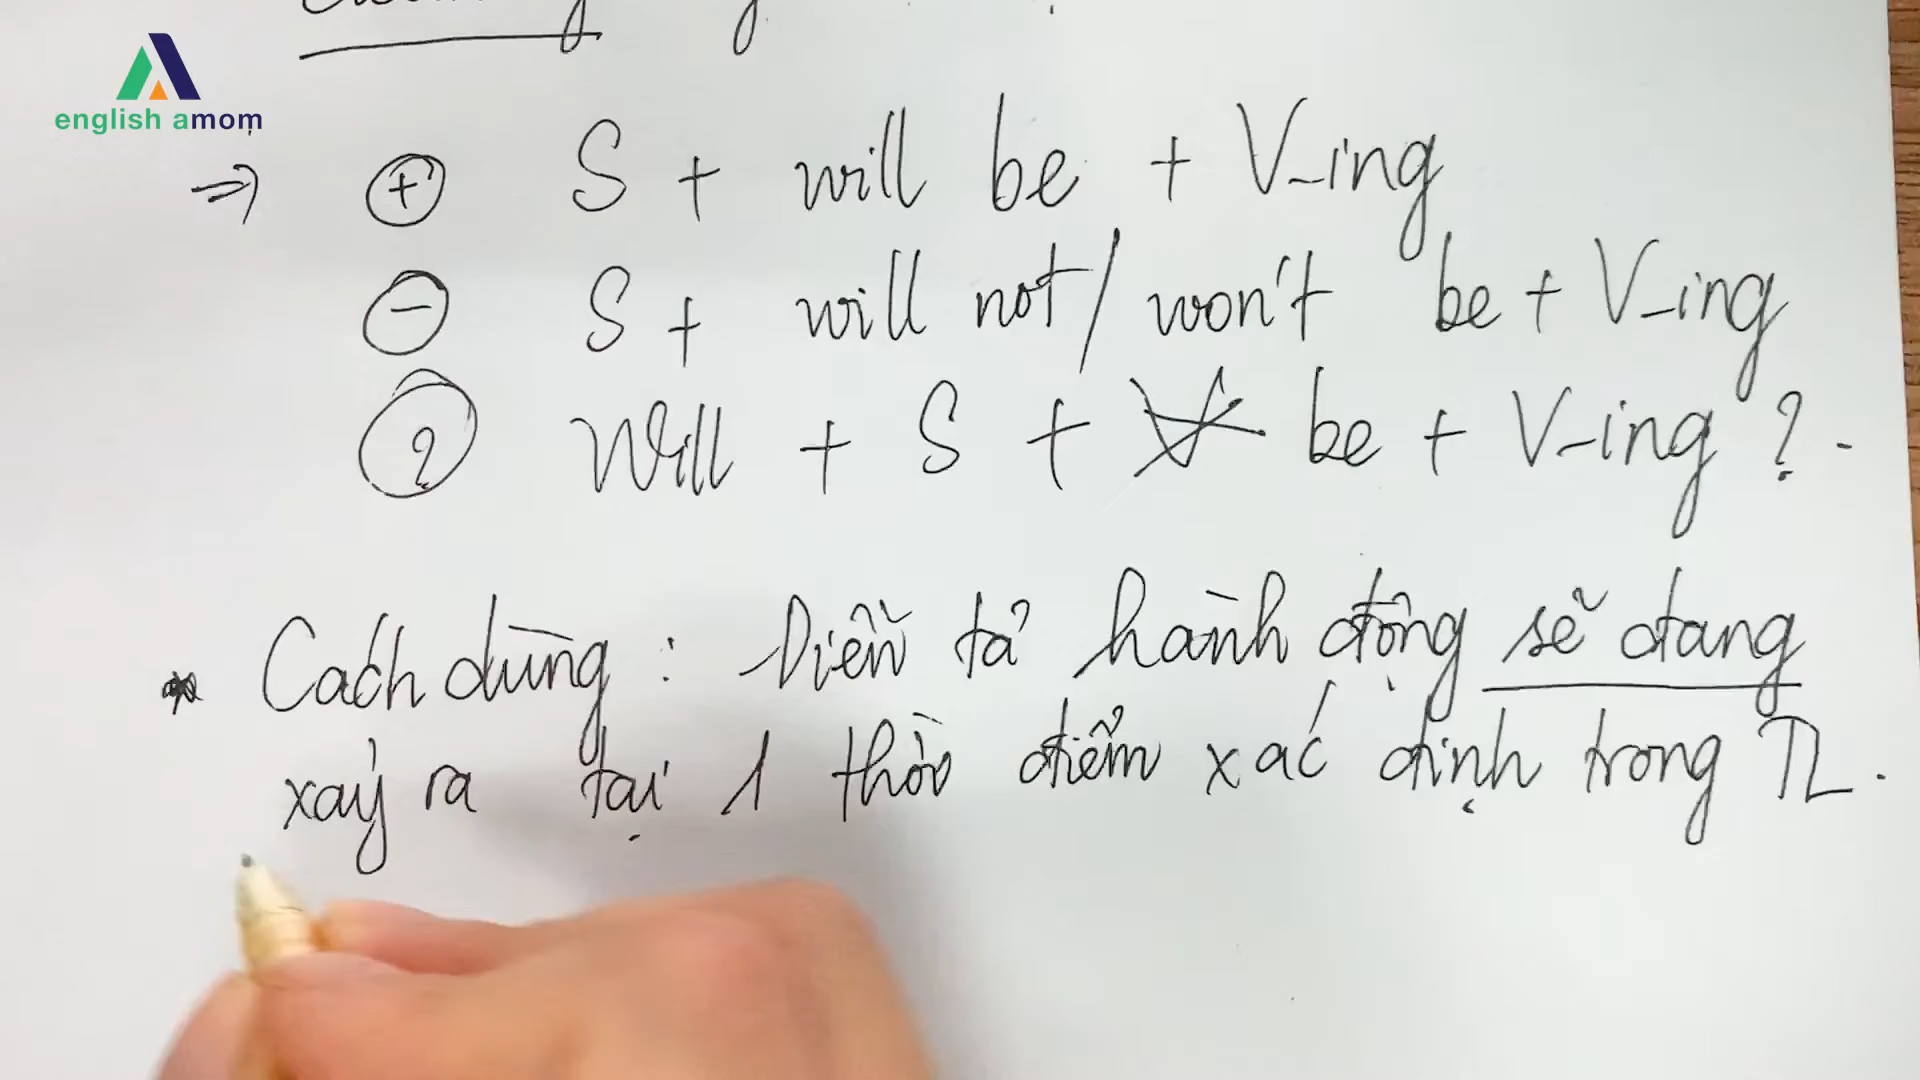 english amom
⇒ (+) S + will be + V-ing
(-) S + will not/ won't be + V-ing
(?) Will + S + be + V-ing ?
* Cách dùng : Diễn tả hành động sẽ đang
xảy ra tại 1 thời điểm xác định trong TL.